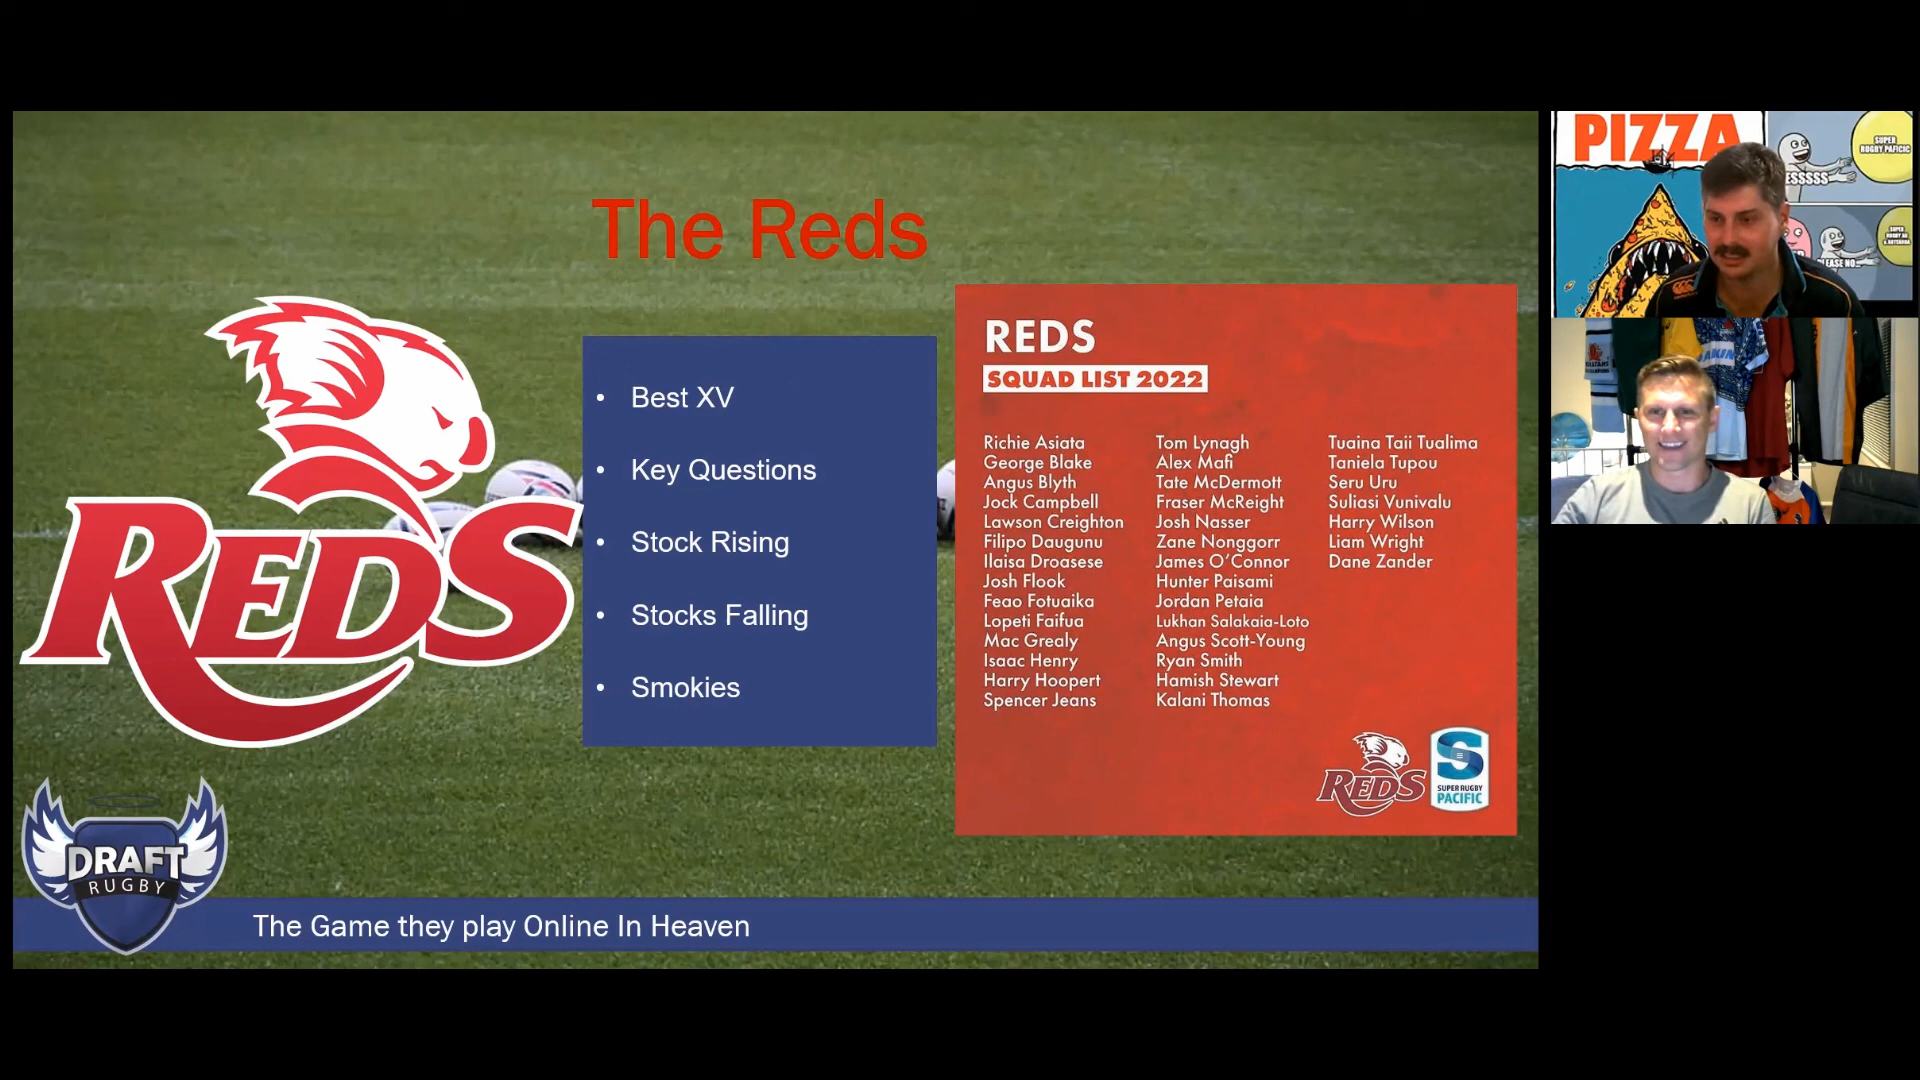 The Reds
REDS
Best XV
Key Questions
Stock Rising
Stocks Falling
Smokies
REDS
SQUAD LIST 2022
Richie Asiata
George Blake
Angus Blyth
Jock Campbell
Lawson Creighton
Filipo Daugunu
Ilaisa Droasese
Josh Flook
Feao Fotuaika
Lopeti Faifua
Mac Grealy
Isaac Henry
Harry Hoopert
Spencer Jeans
Tom Lynagh
Alex Mafi
Tate McDermott
Fraser McReight
Josh Nasser
Zane Nonggorr
James O'Connor
Hunter Paisami
Jordan Petaia
Lukhan Salakaia-Loto
Angus Scott-Young
Ryan Smith
Hamish Stewart
Kalani Thomas
Tuaina Taii Tualima
Taniela Tupou
Seru Uru
Suliasi Vunivalu
Harry Wilson
Liam Wright
Dane Zander
REDS
SUPER RUGBY
PACIFIC
DRAFT
RUGBY
The Game they play Online In Heaven
PIZZA
SUPER
RUGBY PAFICIC
ESSSSS
LEASE NO...